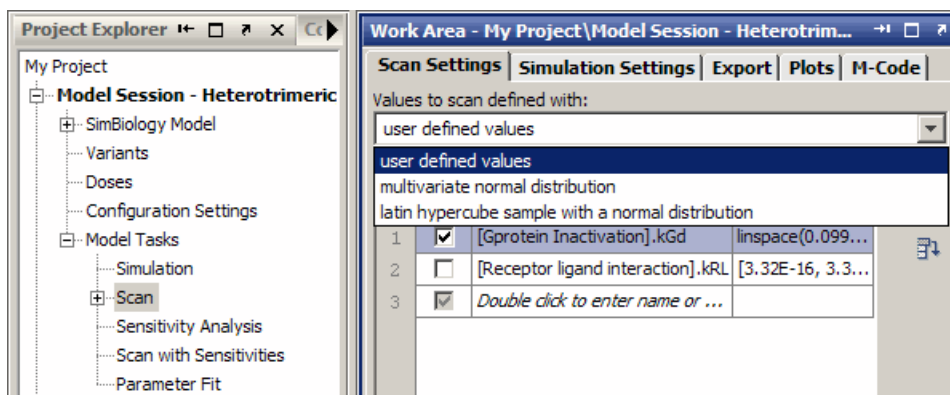 Project Explorer
My Project
Model Session - Heterotrimeric
SimBiology Model
Variants
Doses
Configuration Settings
Model Tasks
Simulation
Scan
Sensitivity Analysis
Scan with Sensitivities
Parameter Fit
Work Area - My Project\Model Session - Heterotrim...
Scan Settings Simulation Settings Export Plots M-Code
Values to scan defined with:
user defined values
user defined values
multivariate normal distribution
latin hypercube sample with a normal distribution
1 [Gprotein Inactivation].kGd linspace(0.099...
2 [Receptor ligand interaction].kRL [3.32E-16, 3.3...
3 Double click to enter name or ...